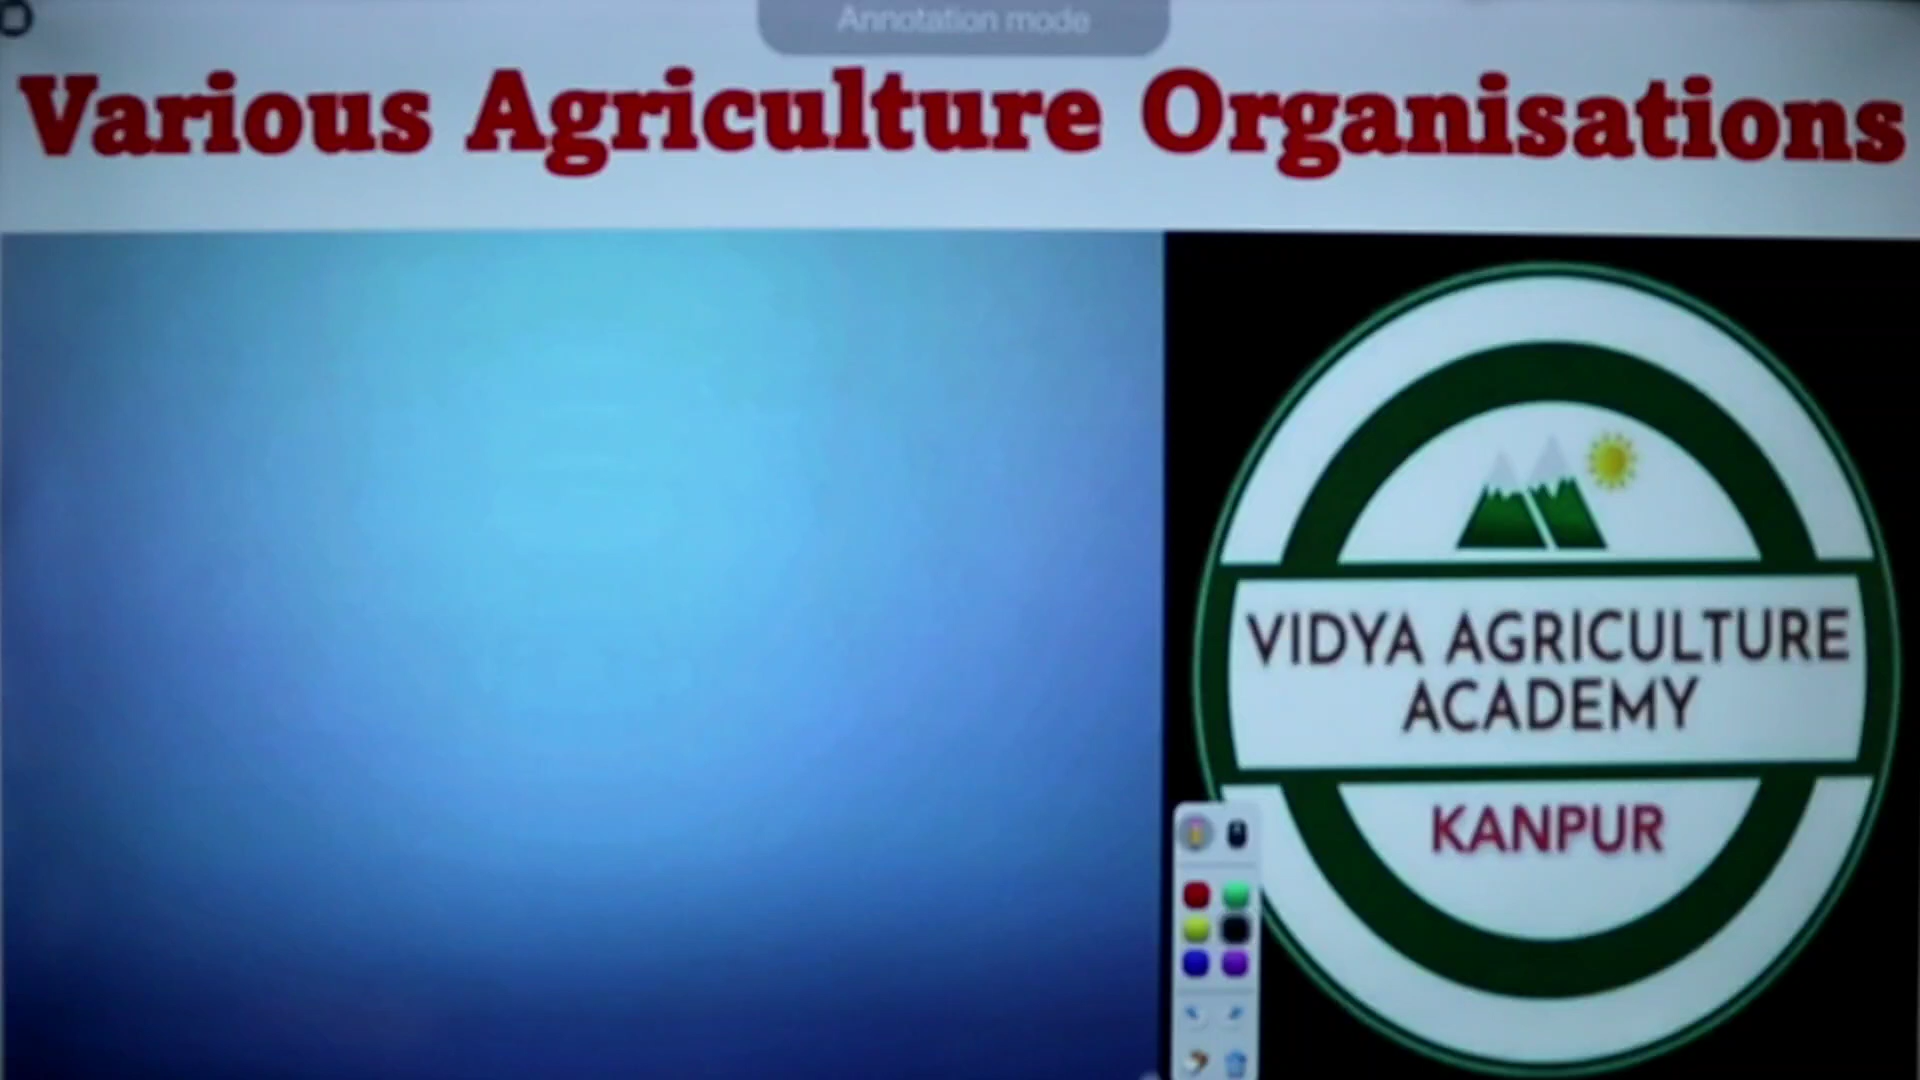 Annotation mode
Various Agriculture Organisations
VIDYA AGRICULTURE
ACADEMY
KANPUR